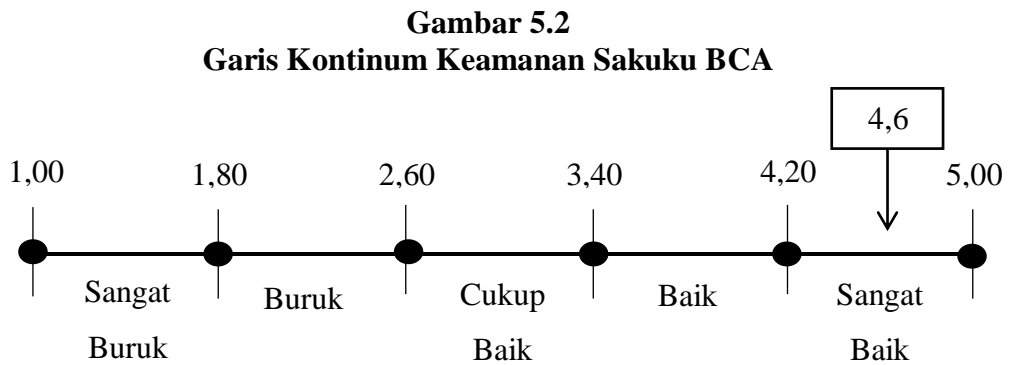 Gambar 5.2
Garis Kontinum Keamanan Sakuku BCA
4,6
1,00 1,80 2,60 3,40 4,20 5,00
Sangat Buruk Cukup Baik Sangat
Buruk Baik Baik